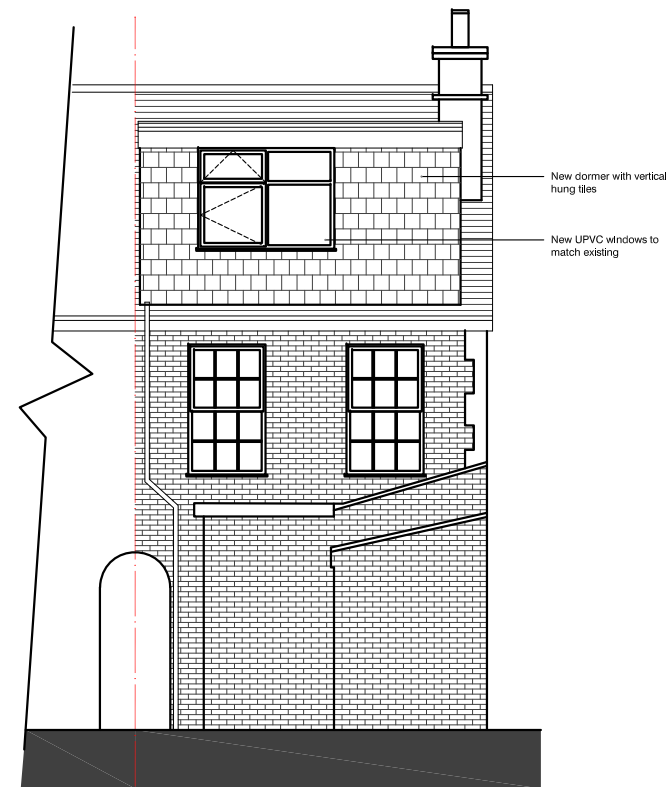 New dormer with vertical
hung tiles
New UPVC windows to
match existing